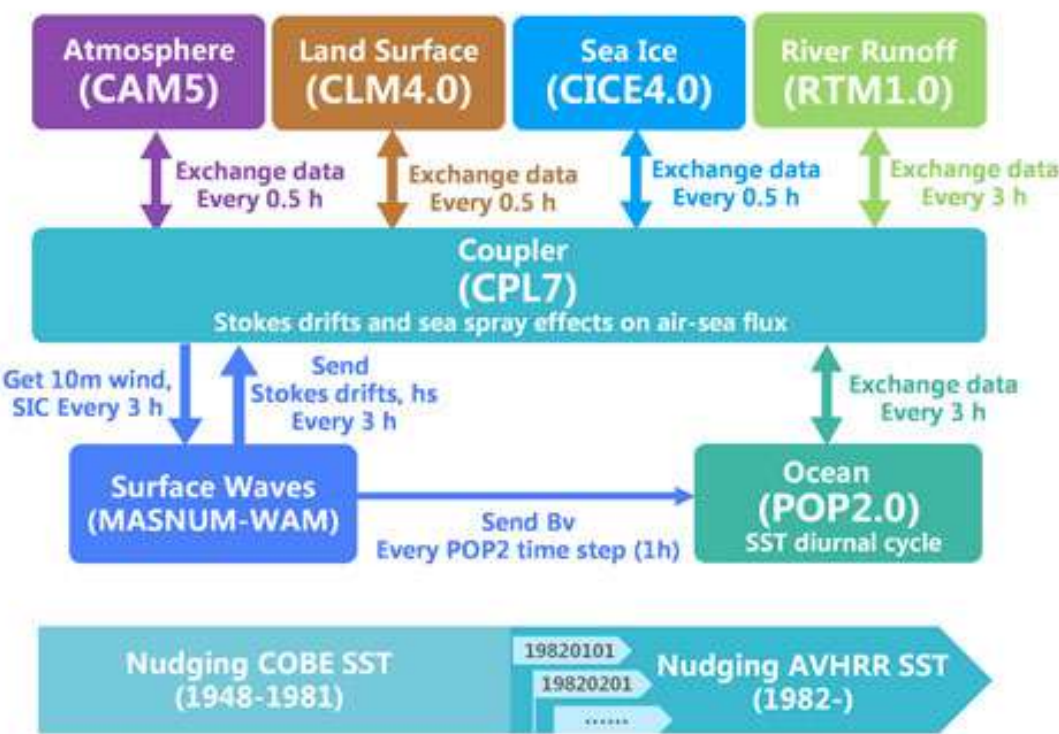 Atmosphere
(CAM5)
Land Surface
(CLM4.0)
Sea Ice
(CICE4.0)
River Runoff
(RTM1.0)
Exchange data
Every 0.5 h
Exchange data
Every 0.5 h
Exchange data
Every 0.5 h
Exchange data
Every 3 h
Coupler
(CPL7)
Stokes drifts and sea spray effects on air-sea flux
Get 10m wind,
SIC Every 3 h
Send
Stokes drifts, hs
Every 3 h
Exchange data
Every 3 h
Surface Waves
(MASNUM-WAM)
Send Bv
Every POP2 time step (1h)
Ocean
(POP2.0)
SST diurnal cycle
Nudging COBE SST
(1948-1981)
19820101
19820201
......
Nudging AVHRR SST
(1982-)